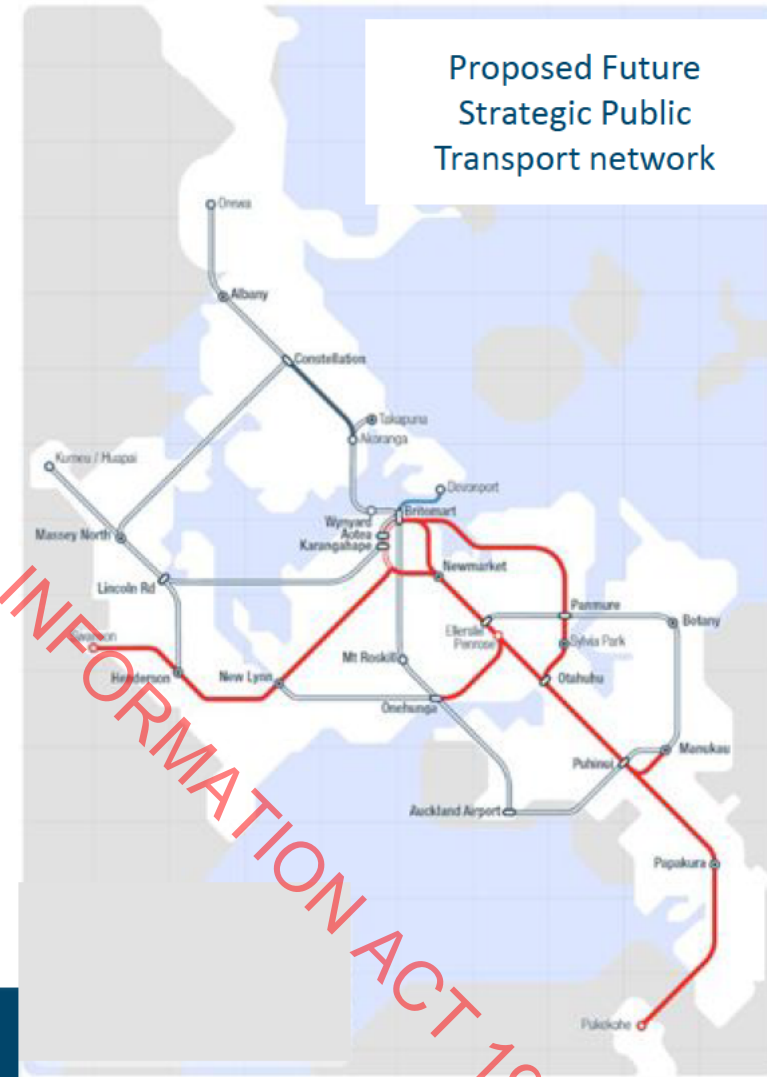 Proposed Future
Strategic Public
Transport network
Orewa
Albany
Constellation
Takapuna
Akoranga
Kumeu / Huapai
Devonport
Britomart
Wynyard
Aotea
Karangahape
Massey North
Newmarket
Lincoln Rd
Panmure
Botany
Ellerslie
Penrose
Sylvia Park
Swanson
Mt Roskill
Henderson
New Lynn
Otahuhu
Onehunga
Manukau
Puhinui
Auckland Airport
Papakura
Pukekohe
INFORMATION ACT 19